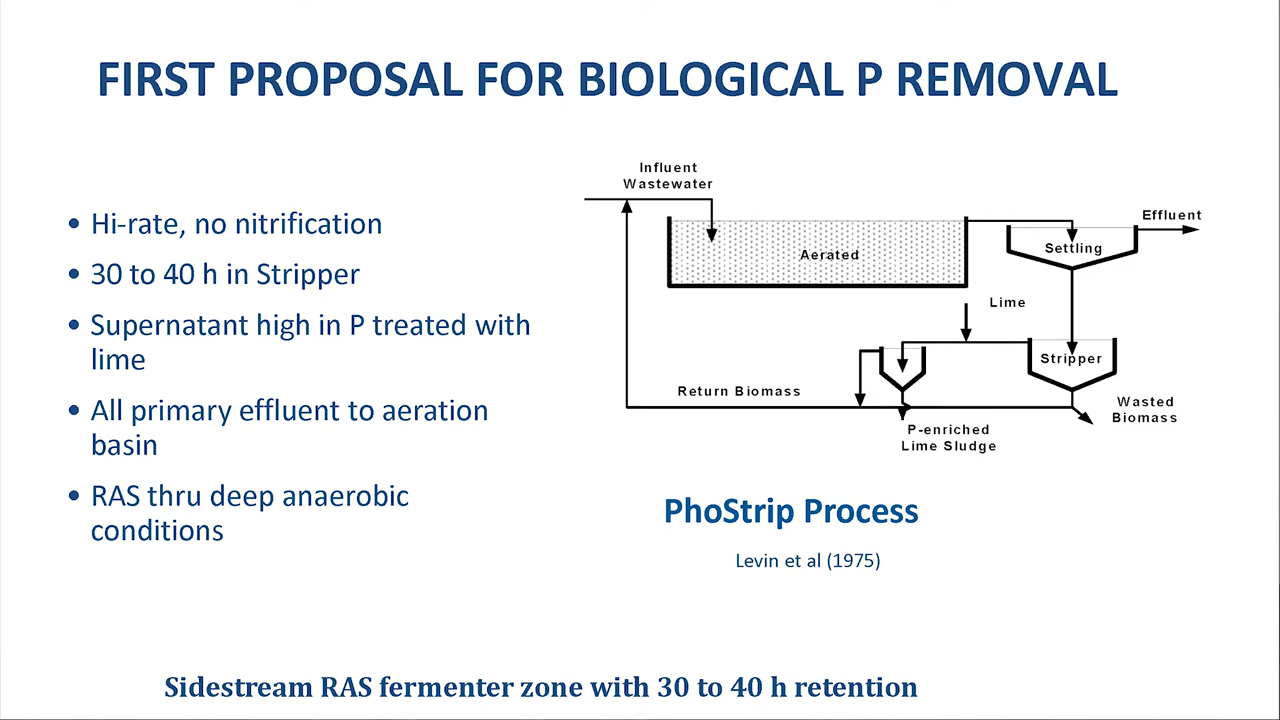 FIRST PROPOSAL FOR BIOLOGICAL P REMOVAL
• Hi-rate, no nitrification
• 30 to 40 h in Stripper
• Supernatant high in P treated with
lime
• All primary effluent to aeration
basin
• RAS thru deep anaerobic
conditions
Influent
Wastewater
Aerated
Settling
Effluent
Lime
Stripper
Return Biomass
Wasted
Biomass
P-enriched
Lime Sludge
PhoStrip Process
Levin et al (1975)
Sidestream RAS fermenter zone with 30 to 40 h retention